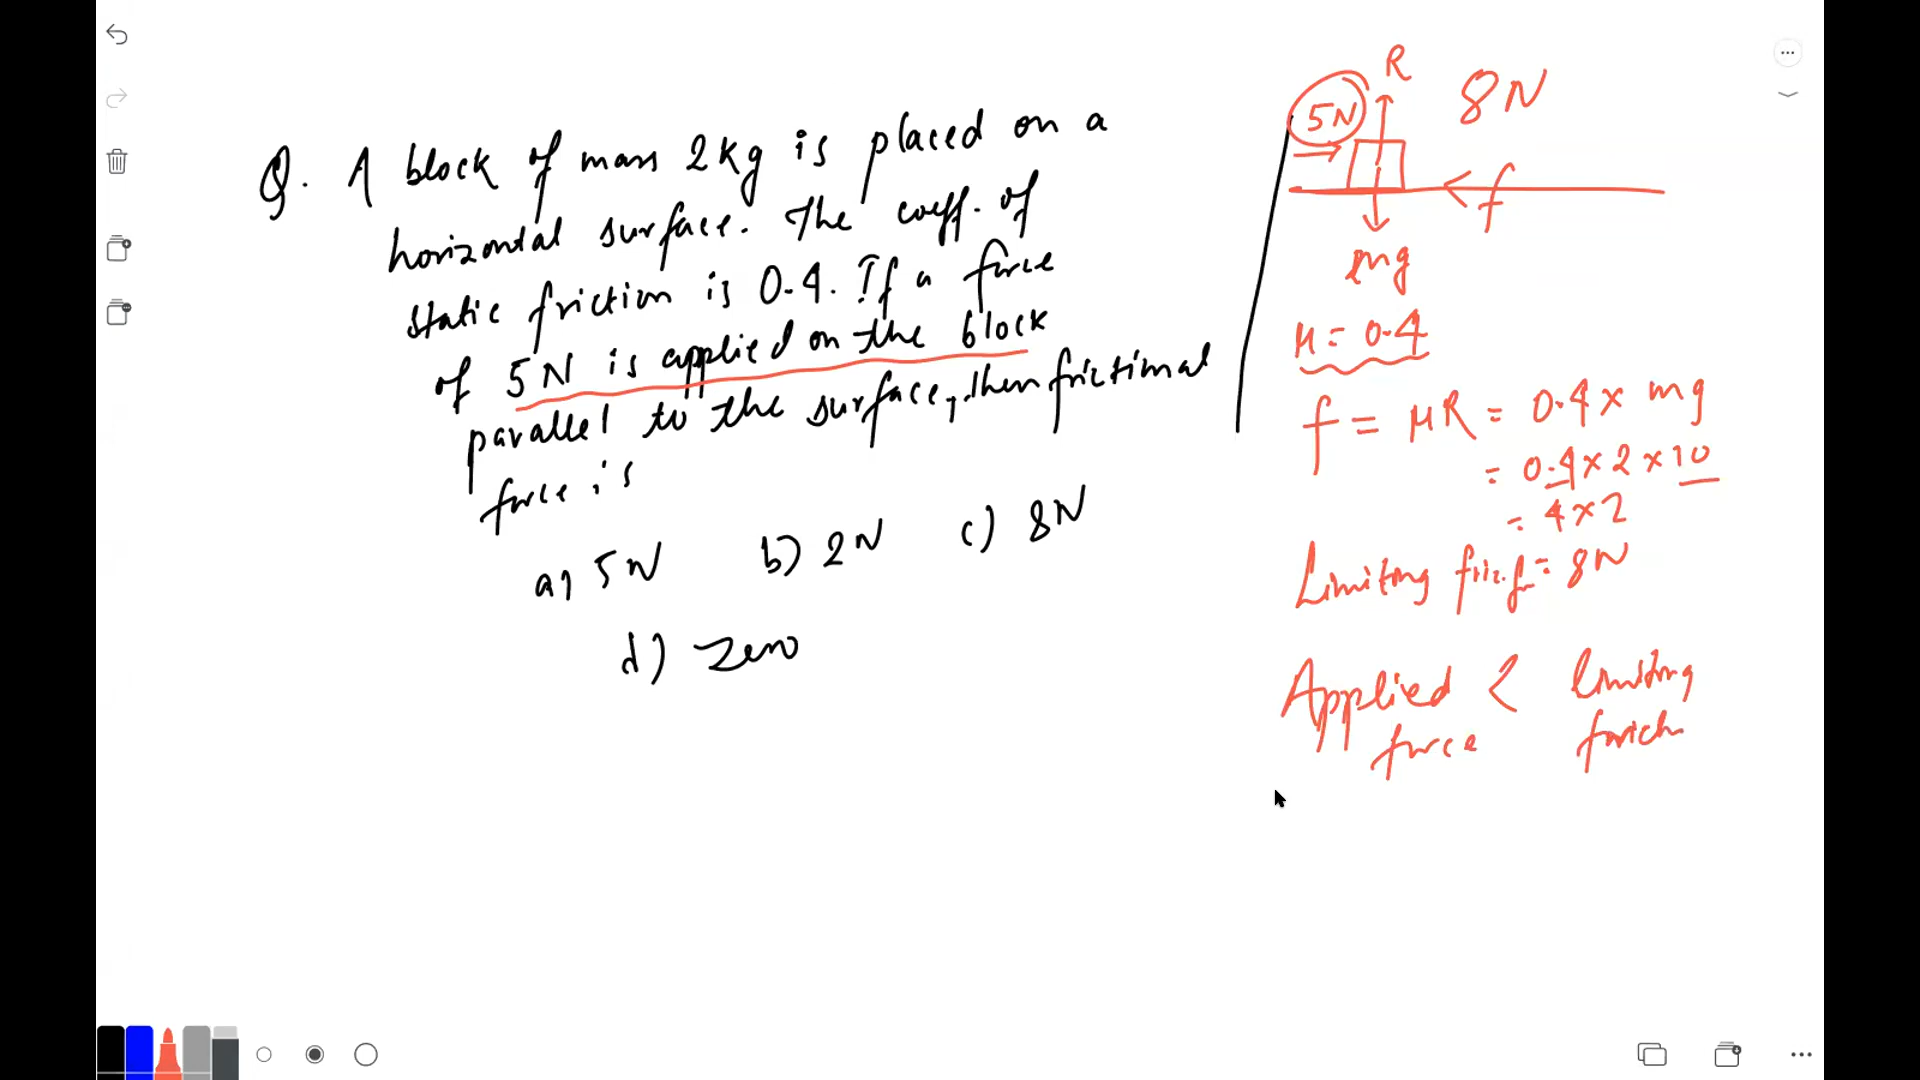 Q. A block of mass 2kg is placed on a
horizontal surface. The coeff. of
static friction is 0.4. If a force
of 5N is applied on the block
parallel to the surface, then frictional
force is
a) 5N b) 2N c) 8N
d) Zero
R
5N 8N
f
mg
μ = 0.4
f = μR = 0.4 x mg
= 0.4 x 2 x 10
= 4 x 2
Limiting fric. f = 8N
Applied < limiting
force frich